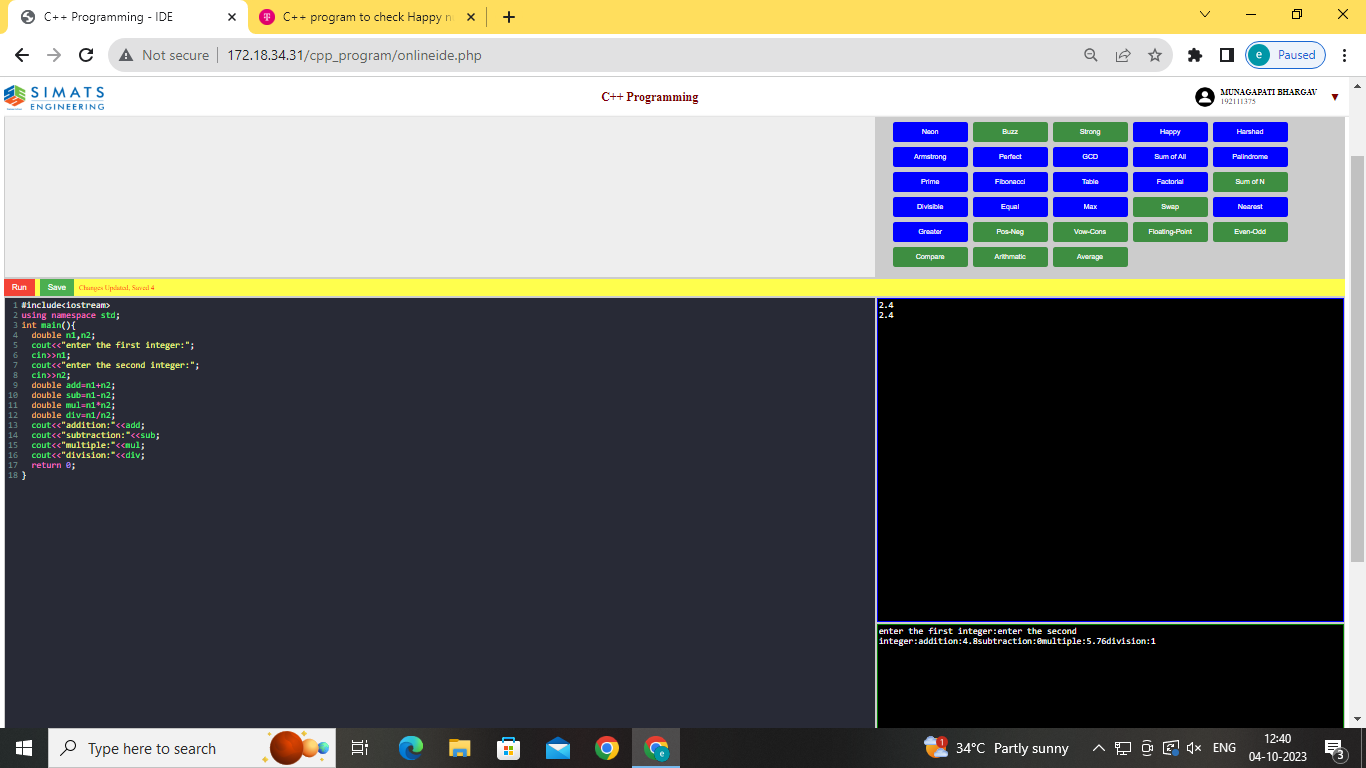 C++ Programming - IDE
C++ program to check Happy n
Not secure
172.18.34.31/cpp_program/onlineide.php
e
Paused
SIMATS
ENGINEERING
C++ Programming
MUNAGAPATI BHARGAV
192111375
Neon Buzz Strong Happy Harshad
Armstrong Perfect GCD Sum of All Palindrome
Prime Fibonacci Table Factorial Sum of N
Divisible Equal Max Swap Nearest
Greater Pos-Neg Vow-Cons Floating-Point Even-Odd
Compare Arithmatic Average
Run Save Changes Updated, Saved 4
1 #include<iostream>
2 using namespace std;
3 int main(){
4 double n1,n2;
5 cout<<"enter the first integer:";
6 cin>>n1;
7 cout<<"enter the second integer:";
8 cin>>n2;
9 double add=n1+n2;
10 double sub=n1-n2;
11 double mul=n1*n2;
12 double div=n1/n2;
13 cout<<"addition:"<<add;
14 cout<<"subtraction:"<<sub;
15 cout<<"multiple:"<<mul;
16 cout<<"division:"<<div;
17 return 0;
18 }
2.4
2.4
enter the first integer:enter the second
integer:addition:4.8subtraction:0multiple:5.76division:1
Type here to search
1
34°C Partly sunny
ENG
12:40
04-10-2023
3